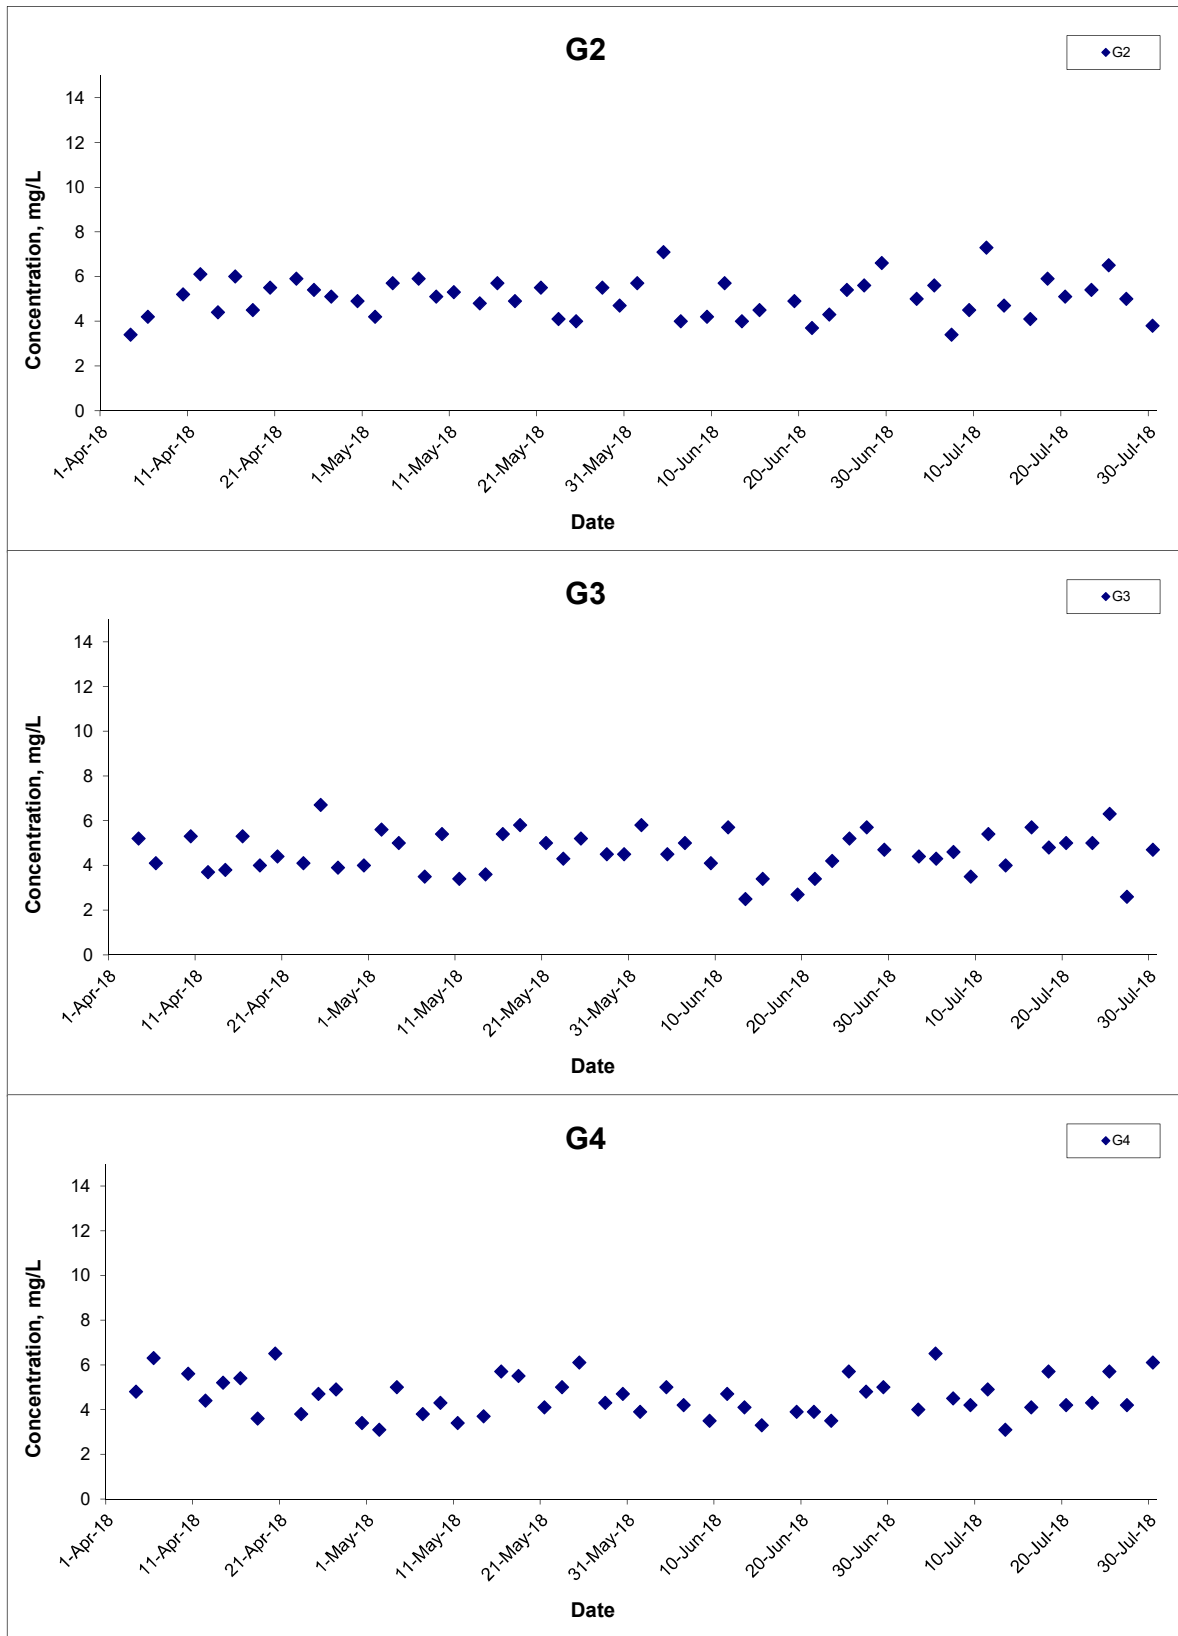 G2
G2
14
12
10
8
6
4
2
0
Concentration, mg/L
1-Apr-18
11-Apr-18
21-Apr-18
1-May-18
11-May-18
21-May-18
31-May-18
10-Jun-18
20-Jun-18
30-Jun-18
10-Jul-18
20-Jul-18
30-Jul-18
Date
G3
G3
14
12
10
8
6
4
2
0
Concentration, mg/L
1-Apr-18
11-Apr-18
21-Apr-18
1-May-18
11-May-18
21-May-18
31-May-18
10-Jun-18
20-Jun-18
30-Jun-18
10-Jul-18
20-Jul-18
30-Jul-18
Date
G4
G4
14
12
10
8
6
4
2
0
Concentration, mg/L
1-Apr-18
11-Apr-18
21-Apr-18
1-May-18
11-May-18
21-May-18
31-May-18
10-Jun-18
20-Jun-18
30-Jun-18
10-Jul-18
20-Jul-18
30-Jul-18
Date